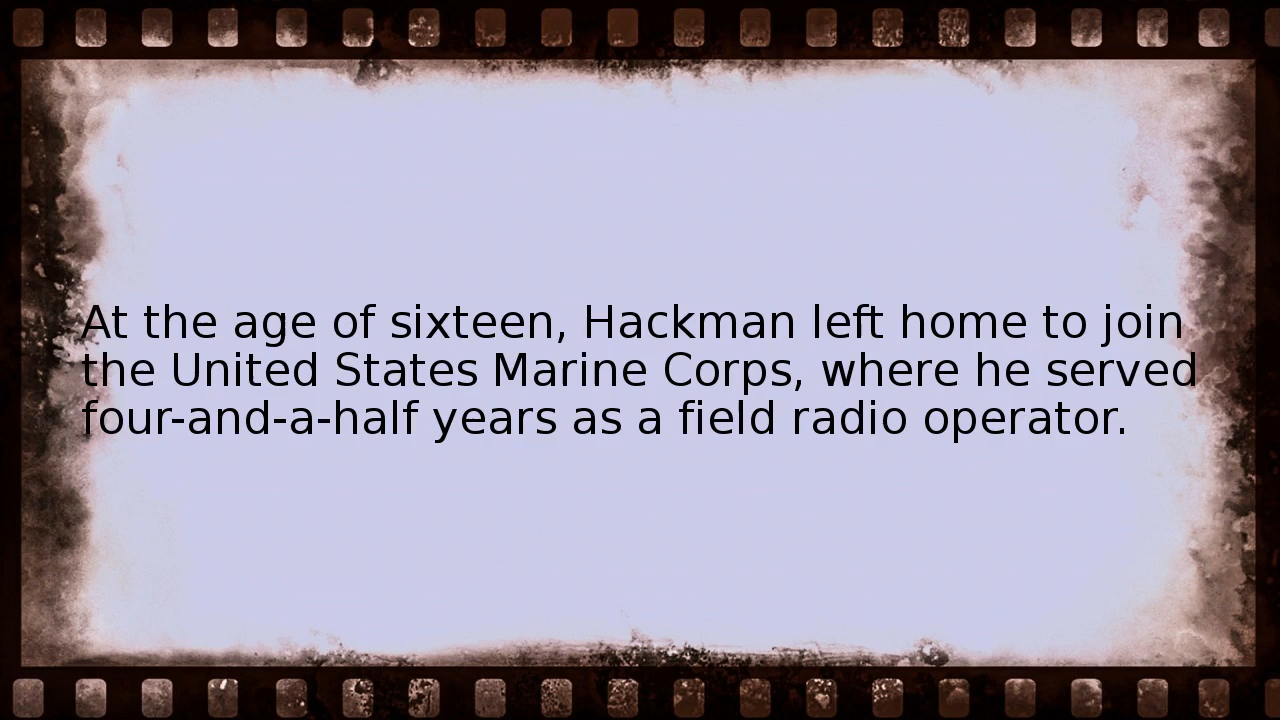 At the age of sixteen, Hackman left home to join
the United States Marine Corps, where he served
four-and-a-half years as a field radio operator.